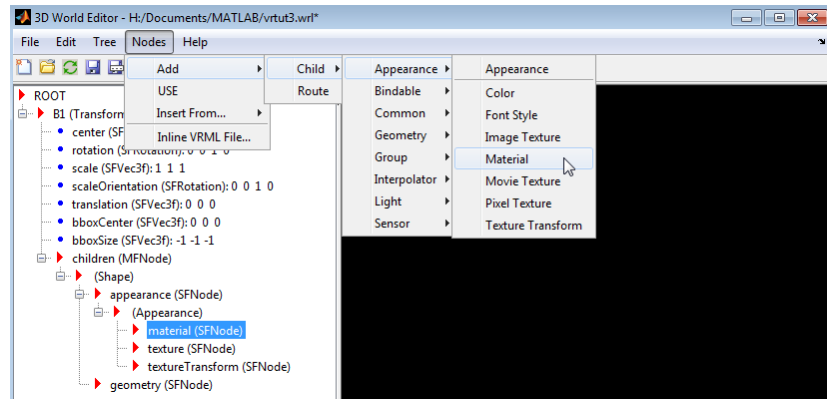 3D World Editor - H:/Documents/MATLAB/vrtut3.wrl*
File Edit Tree Nodes Help
Add Child Appearance Appearance
ROOT USE Route Bindable Color
B1 (Transform Insert From... Common Font Style
center (SF Inline VRML File... Geometry Image Texture
rotation (SFRotation): 0 0 1 0 Group Material
scale (SFVec3f): 1 1 1 Interpolator Movie Texture
scaleOrientation (SFRotation): 0 0 1 0 Light Pixel Texture
translation (SFVec3f): 0 0 0 Sensor Texture Transform
bboxCenter (SFVec3f): 0 0 0
bboxSize (SFVec3f): -1 -1 -1
children (MFNode)
(Shape)
appearance (SFNode)
(Appearance)
material (SFNode)
texture (SFNode)
textureTransform (SFNode)
geometry (SFNode)